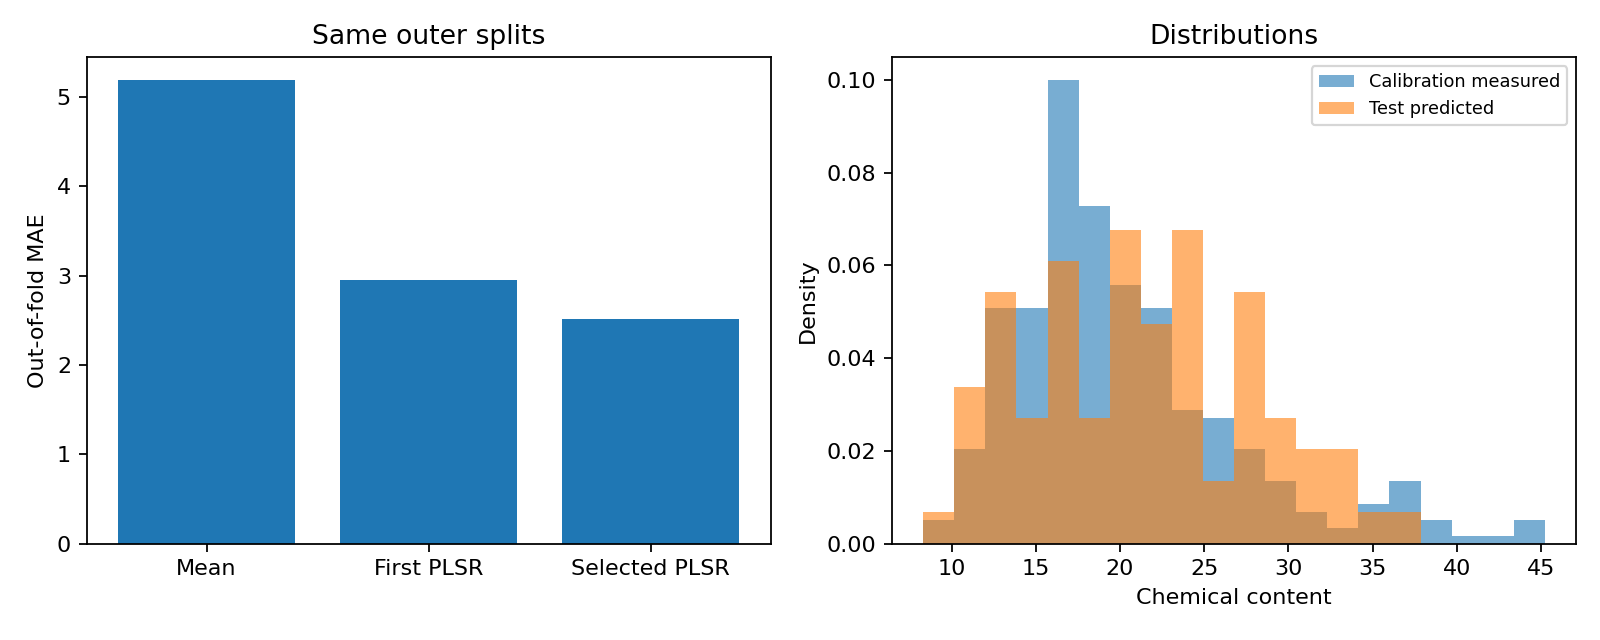 Same outer splits
Out-of-fold MAE
5
4
3
2
1
0
Mean
First PLSR
Selected PLSR
Distributions
Calibration measured
Test predicted
Density
0.10
0.08
0.06
0.04
0.02
0.00
10
15
20
25
30
35
40
45
Chemical content